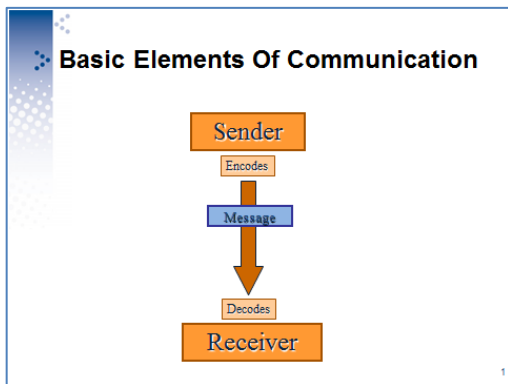 Basic Elements Of Communication
Sender
Encodes
Message
Decodes
Receiver
1